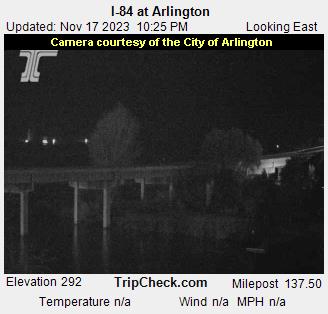 I-84 at Arlington
Updated: Nov 17 2023 10:25 PM Looking East
Camera courtesy of the City of Arlington
Elevation 292 TripCheck.com Milepost 137.50
Temperature n/a Wind n/a MPH n/a